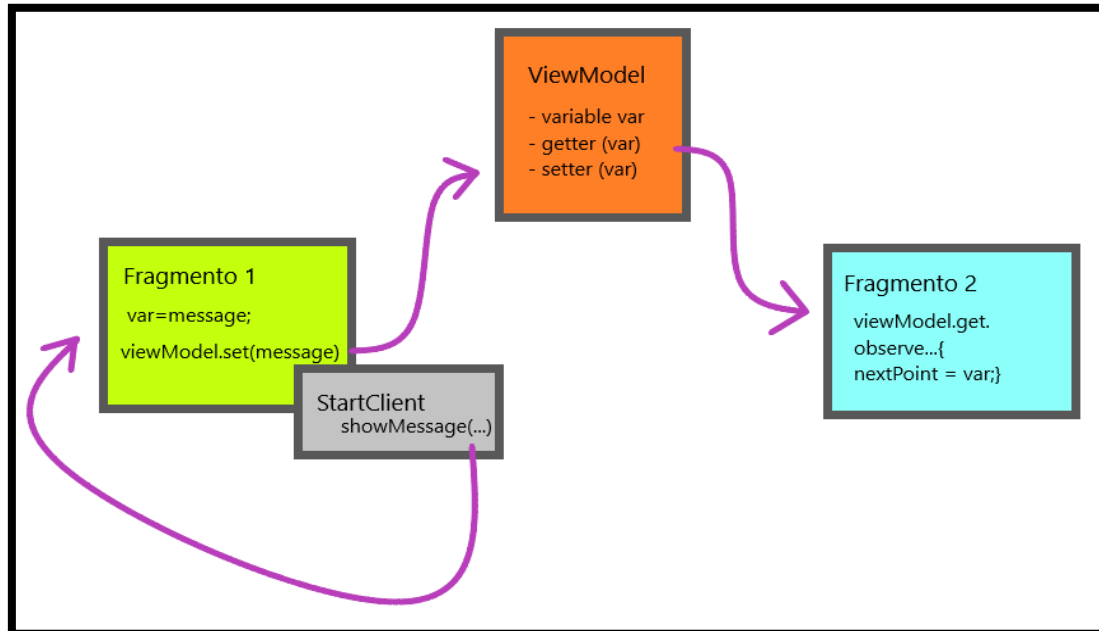 ViewModel
- variable var
- getter (var)
- setter (var)
Fragmento 1
var=message;
viewModel.set(message)
StartClient
showMessage(...)
Fragmento 2
viewModel.get.
observe...{
nextPoint = var;}